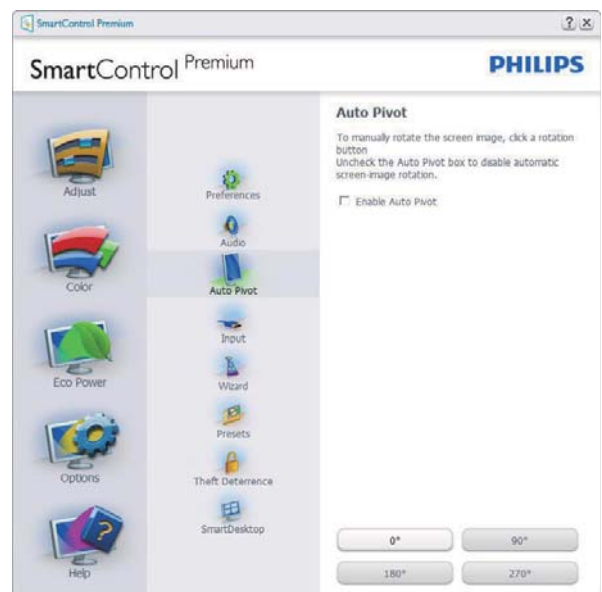 SmartControl Premium
SmartControl Premium
PHILIPS
Adjust
Color
Eco Power
Options
Help
Preferences
Audio
Auto Pivot
Input
Wizard
Presets
Theft Deterrence
SmartDesktop
Auto Pivot
To manually rotate the screen image, click a rotation
button
Uncheck the Auto Pivot box to disable automatic
screen-image rotation.
Enable Auto Pivot
0°
90°
180°
270°